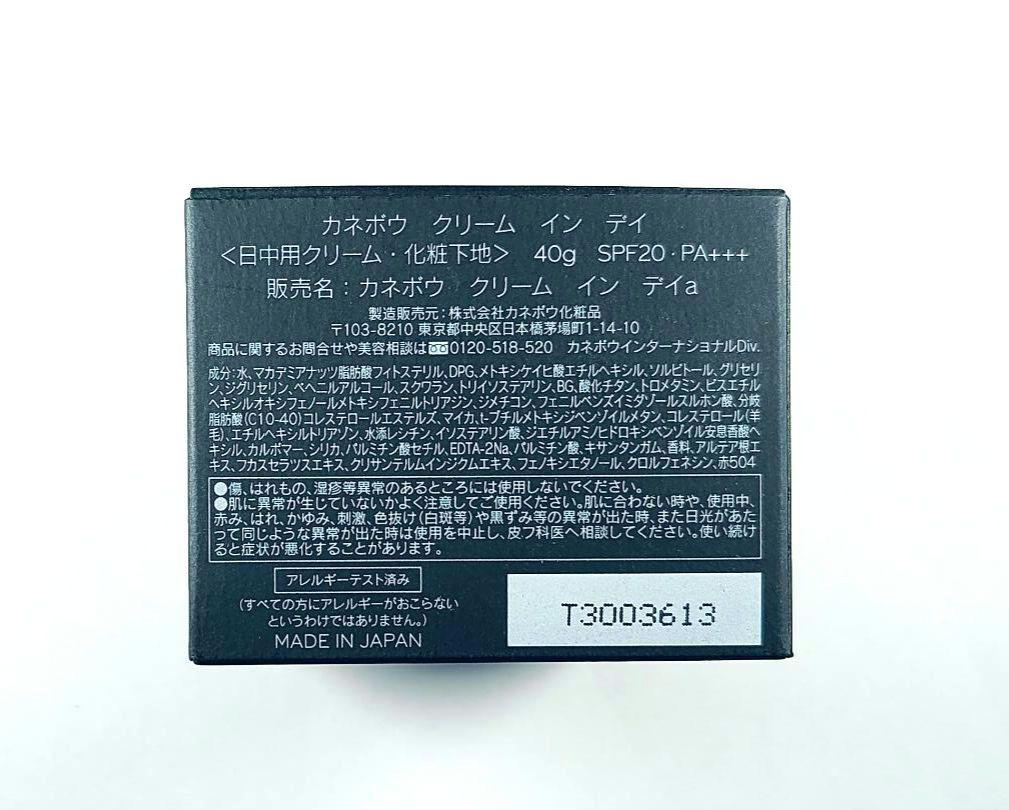 カネボウ クリーム イン デイ
<日中用クリーム・化粧下地> 40g SPF20・PA+++
販売名：カネボウ クリーム イン デイa
製造販売元：株式会社カネボウ化粧品
〒103-8210 東京都中央区日本橋茅場町1-14-10
商品に関するお問合せや美容相談は 0120-518-520 カネボウインターナショナルDiv.
成分：水、マカデミアナッツ脂肪酸フィトステリル、DPG、メトキシケイヒ酸エチルヘキシル、ソルビトール、グリセリ
ン、ジグリセリン、ベヘニルアルコール、スクワラン、トリイソステアリン、BG、酸化チタン、トロメタミン、ビスエチル
ヘキシルオキシフェノールメトキシフェニルトリアジン、ジメチコン、フェニルベンズイミダゾールスルホン酸、分岐
脂肪酸(C10-40)コレステロールエステルズ、マイカ、t-ブチルメトキシジベンゾイルメタン、コレステロール(羊
毛)、エチルヘキシルトリアゾン、水添レシチン、イソステアリン酸、ジエチルアミノヒドロキシベンゾイル安息香酸ヘ
キシル、カルボマー、シリカ、パルミチン酸セチル、EDTA-2Na、パルミチン酸、キサンタンガム、香料、アルテア根エ
キス、フカスセラツスエキス、クリサンテルムインジクムエキス、フェノキシエタノール、クロルフェネシン、赤504
●傷、はれもの、湿疹等異常のあるところには使用しないでください。
●肌に異常が生じていないかよく注意してご使用ください。肌に合わない時や、使用中、
赤み、はれ、かゆみ、刺激、色抜け(白斑等)や黒ずみ等の異常が出た時、また日光があた
って同じような異常が出た時は使用を中止し、皮フ科医へ相談してください。使い続け
ると症状が悪化することがあります。
アレルギーテスト済み
(すべての方にアレルギーがおこらない
というわけではありません。)
MADE IN JAPAN
T3003613